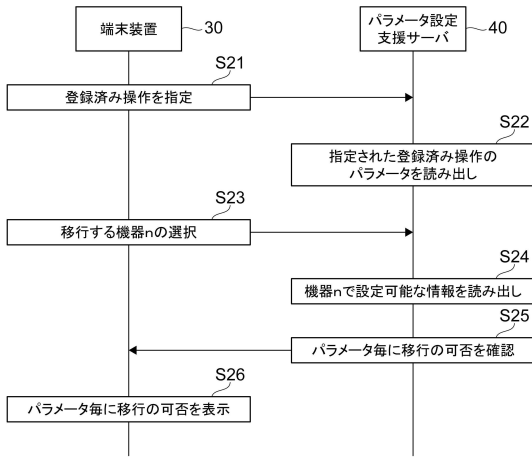 端末装置
30
パラメータ設定
支援サーバ
40
S21
登録済み操作を指定
S22
指定された登録済み操作の
パラメータを読み出し
S23
移行する機器nの選択
S24
機器nで設定可能な情報を読み出し
S25
パラメータ毎に移行の可否を確認
S26
パラメータ毎に移行の可否を表示